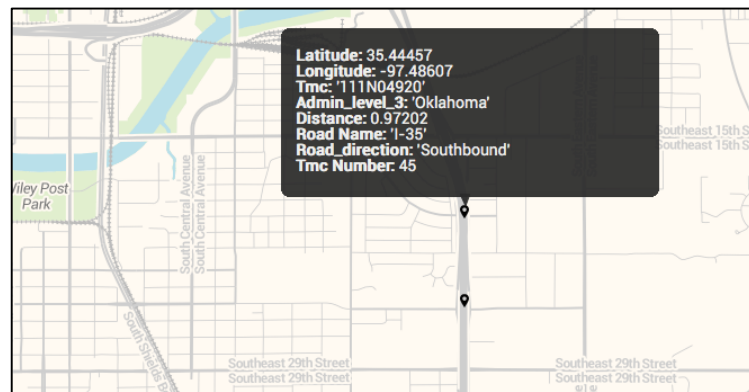 Latitude: 35.44457
Longitude: -97.48607
Tmc: '111N04920'
Admin_level_3: 'Oklahoma'
Distance: 0.97202
Road Name: 'I-35'
Road_direction: 'Southbound'
Tmc Number: 45
Southeast 15th St
Southeast 15th St
Wiley Post
Park
South Central Avenue
South Central Avenue
South Shields B
Southeast 29th Street
Southeast 29th Street
Southeast 29th Street
Southeast 29th Street